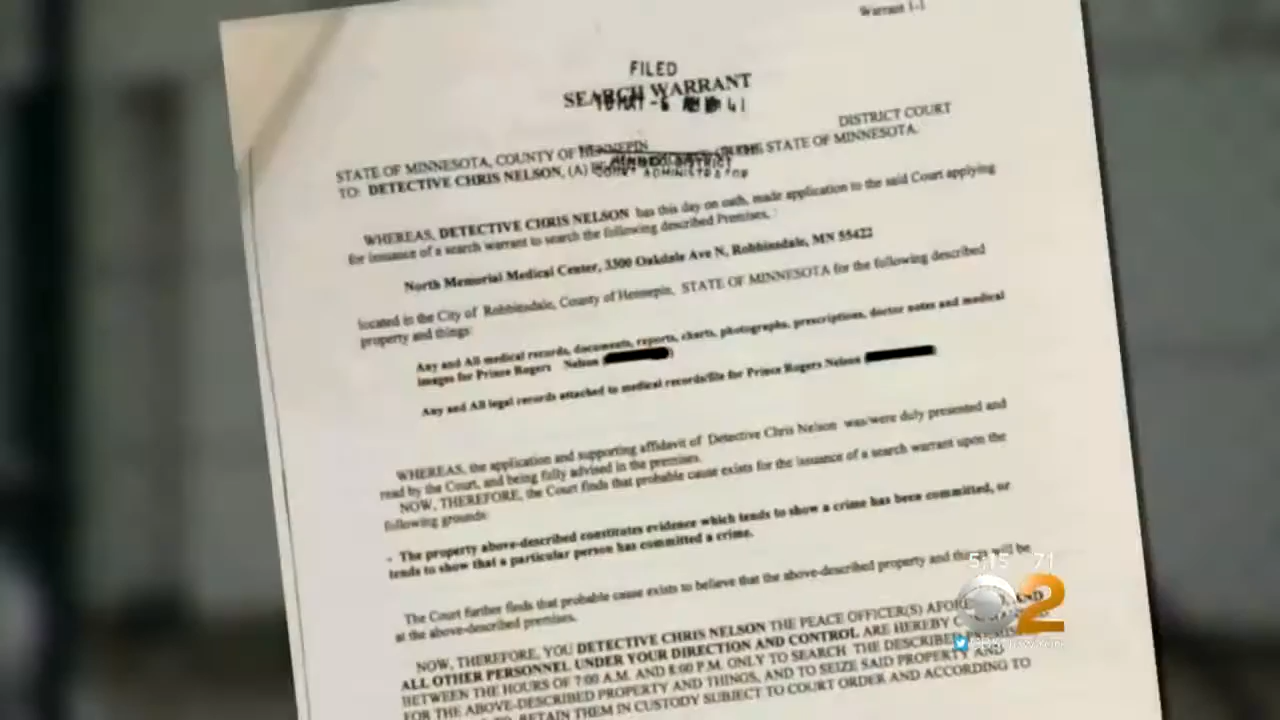 Warrant 1-1
FILED
SEARCH WARRANT
DISTRICT COURT
STATE OF MINNESOTA, COUNTY OF HENNEPIN
STATE OF MINNESOTA.
TO: DETECTIVE CHRIS NELSON, (A)
COURT ADMINISTRATOR
WHEREAS, DETECTIVE CHRIS NELSON has this day on oath, made application to the said Court applying
for issuance of a search warrant to search the following described Premises,
North Memorial Medical Center, 3300 Oakdale Ave N, Robbinsdale, MN 55422
located in the City of Robbinsdale, County of Hennepin, STATE OF MINNESOTA for the following described
property and things:
Any and All medical records, documents, reports, charts, photographs, prescriptions, doctor notes and medical
images for Prince Rogers Nelson
Any and All legal records attached to medical records/file for Prince Rogers Nelson
WHEREAS, the application and supporting affidavit of Detective Chris Nelson was/were duly presented and
read by the Court, and being fully advised in the premises.
NOW, THEREFORE, the Court finds that probable cause exists for the issuance of a search warrant upon the
following grounds:
- The property above-described constitutes evidence which tends to show a crime has been committed, or
tends to show that a particular person has committed a crime.
The Court further finds that probable cause exists to believe that the above-described property and things will be
at the above-described premises.
NOW, THEREFORE, YOU DETECTIVE CHRIS NELSON THE PEACE OFFICER(S) AND
ALL OTHER PERSONNEL UNDER YOUR DIRECTION AND CONTROL ARE HEREBY
BETWEEN THE HOURS OF 7:00 A.M. AND 8:00 P.M. ONLY TO SEARCH THE
FOR THE ABOVE-DESCRIBED PROPERTY AND THINGS, AND TO SEIZE SAID PROPERTY AND
RETAIN THEM IN CUSTODY SUBJECT TO COURT ORDER AND ACCORDING TO
5:15 71
2